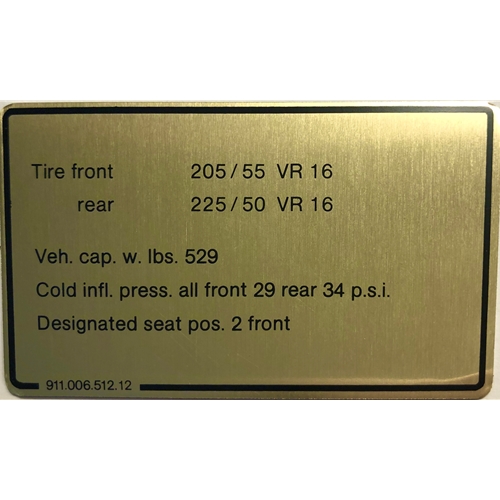 Tire front 205/55 VR 16
rear 225/50 VR 16
Veh. cap. w. lbs. 529
Cold infl. press. all front 29 rear 34 p.s.i.
Designated seat pos. 2 front
911.006.512.12